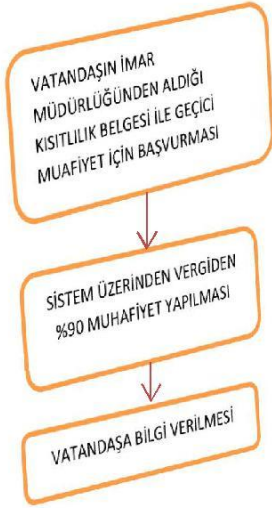 VATANDAŞIN İMAR
MÜDÜRLÜĞÜNDEN ALDIĞI
KISITLILIK BELGESİ İLE GEÇİCİ
MUAFİYET İÇİN BAŞVURMASI
SİSTEM ÜZERİNDEN VERGİDEN
%90 MUHAFİYET YAPILMASI
VATANDAŞA BİLGİ VERİLMESİ